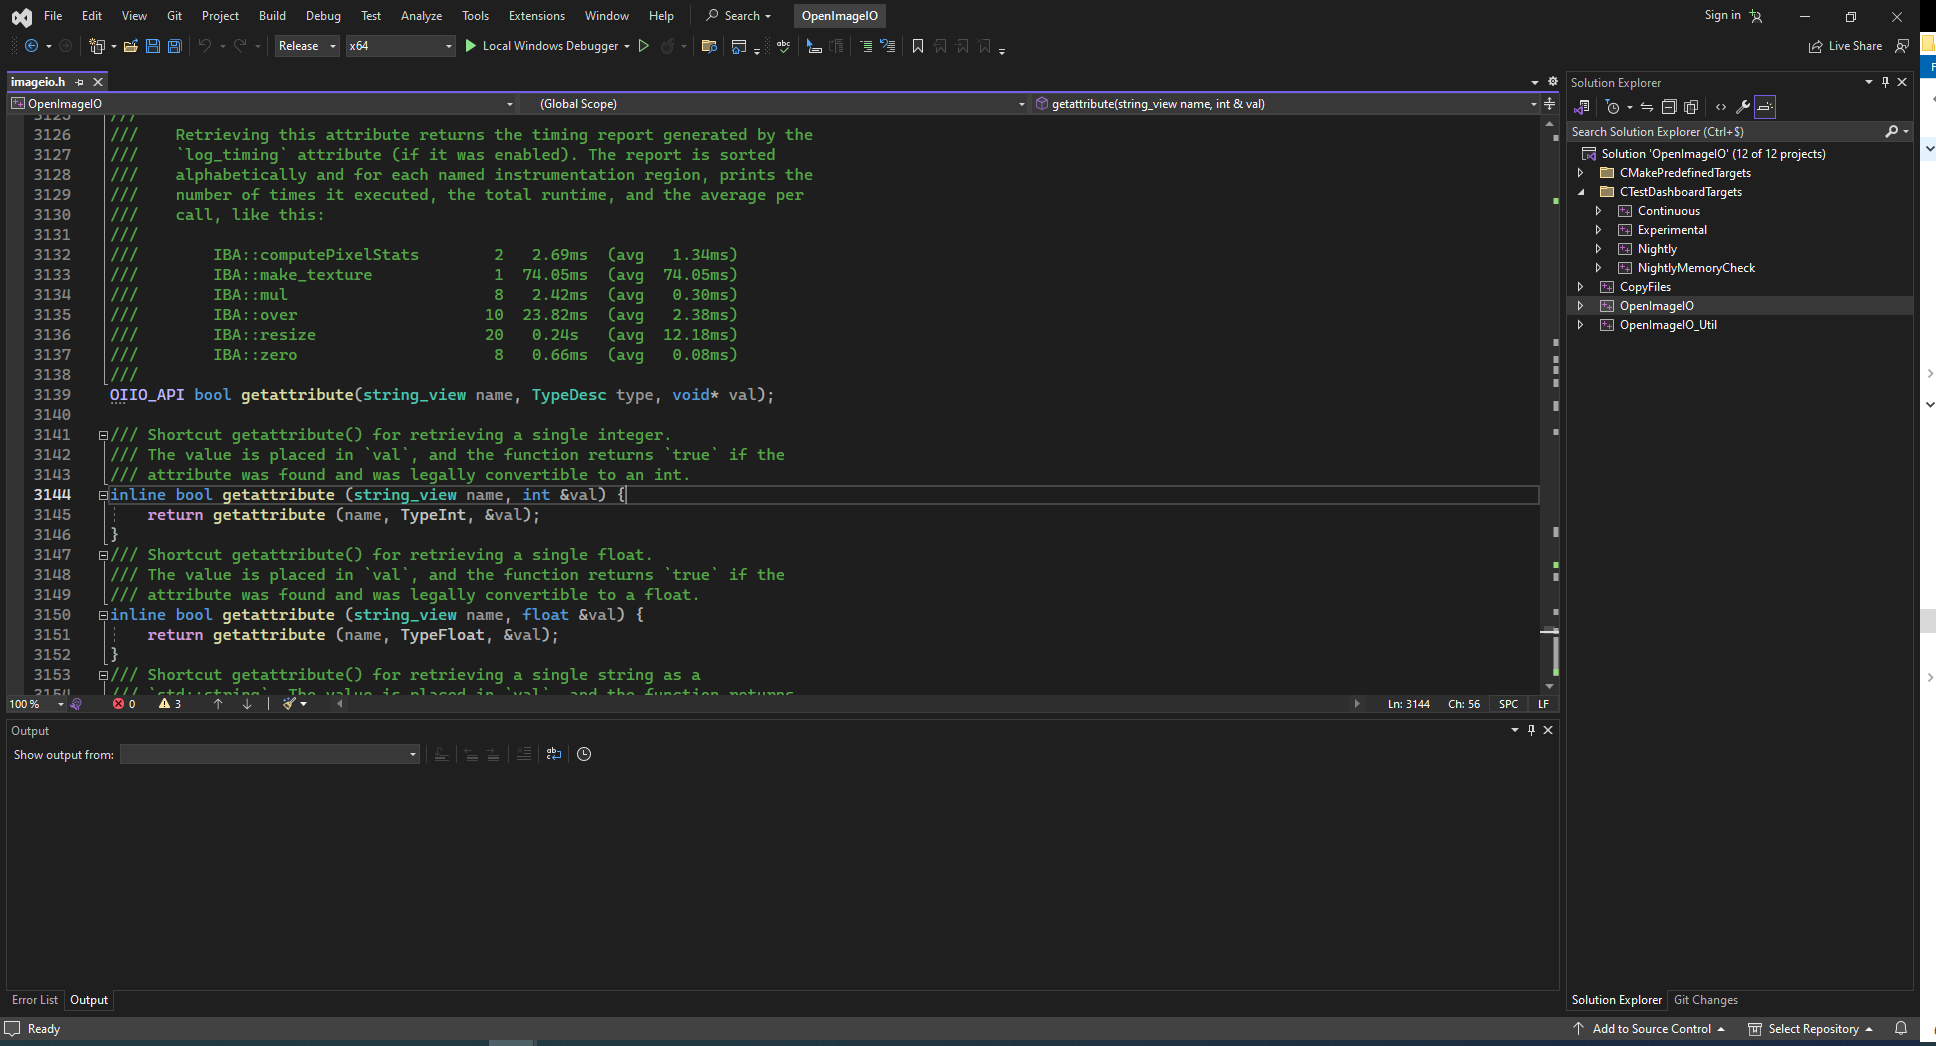 File Edit View Git Project Build Debug Test Analyze Tools Extensions Window Help Search OpenImageIO Sign in
Release x64 Local Windows Debugger Live Share
imageio.h
OpenImageIO (Global Scope) getattribute(string_view name, int & val)
3126 /// Retrieving this attribute returns the timing report generated by the
3127 /// `log_timing` attribute (if it was enabled). The report is sorted
3128 /// alphabetically and for each named instrumentation region, prints the
3129 /// number of times it executed, the total runtime, and the average per
3130 /// call, like this:
3131 ///
3132 /// IBA::computePixelStats 2 2.69ms (avg 1.34ms)
3133 /// IBA::make_texture 1 74.05ms (avg 74.05ms)
3134 /// IBA::mul 8 2.42ms (avg 0.30ms)
3135 /// IBA::over 10 23.82ms (avg 2.38ms)
3136 /// IBA::resize 20 0.24s (avg 12.18ms)
3137 /// IBA::zero 8 0.66ms (avg 0.08ms)
3138 ///
3139 OIIO_API bool getattribute(string_view name, TypeDesc type, void* val);
3140
3141 /// Shortcut getattribute() for retrieving a single integer.
3142 /// The value is placed in `val`, and the function returns `true` if the
3143 /// attribute was found and was legally convertible to an int.
3144 inline bool getattribute (string_view name, int &val) {
3145 return getattribute (name, TypeInt, &val);
3146 }
3147 /// Shortcut getattribute() for retrieving a single float.
3148 /// The value is placed in `val`, and the function returns `true` if the
3149 /// attribute was found and was legally convertible to a float.
3150 inline bool getattribute (string_view name, float &val) {
3151 return getattribute (name, TypeFloat, &val);
3152 }
3153 /// Shortcut getattribute() for retrieving a single string as a
3154 /// `std::string`. The value is placed in `val`, and the function returns
100 % 0 3 Ln: 3144 Ch: 56 SPC LF
Output
Show output from:
Error List Output
Solution Explorer
Search Solution Explorer (Ctrl+$)
Solution 'OpenImageIO' (12 of 12 projects)
CMakePredefinedTargets
CTestDashboardTargets
Continuous
Experimental
Nightly
NightlyMemoryCheck
CopyFiles
OpenImageIO
OpenImageIO_Util
Solution Explorer Git Changes
Ready Add to Source Control Select Repository